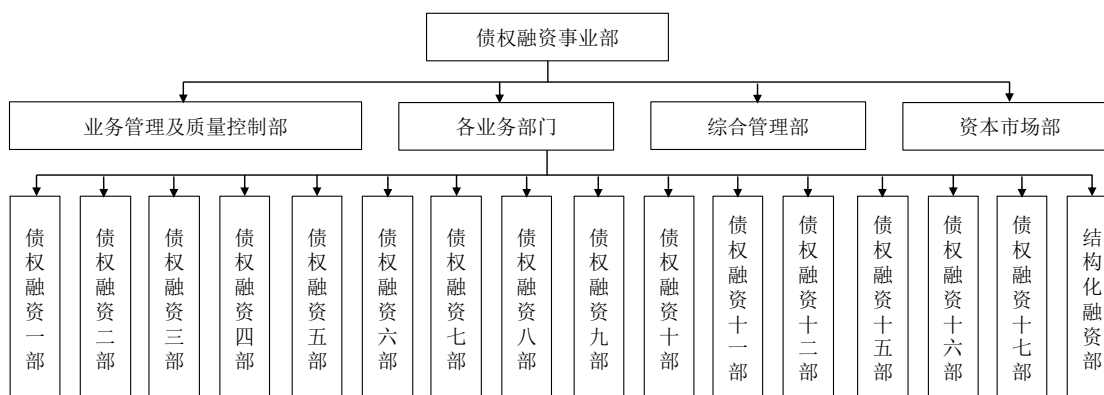 债权融资事业部
业务管理及质量控制部
各业务部门
综合管理部
资本市场部
债权融资一部
债权融资二部
债权融资三部
债权融资四部
债权融资五部
债权融资六部
债权融资七部
债权融资八部
债权融资九部
债权融资十部
债权融资十一部
债权融资十二部
债权融资十五部
债权融资十六部
债权融资十七部
结构化融资部